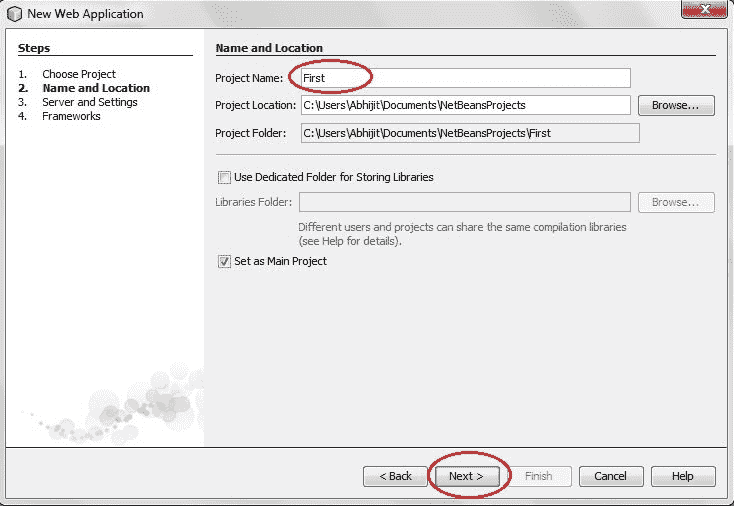 New Web Application
Steps
1. Choose Project
2. Name and Location
3. Server and Settings
4. Frameworks
Name and Location
Project Name: First
Project Location: C:\Users\Abhijit\Documents\NetBeansProjects Browse...
Project Folder: C:\Users\Abhijit\Documents\NetBeansProjects\First
Use Dedicated Folder for Storing Libraries
Libraries Folder: Browse...
Different users and projects can share the same compilation libraries
(see Help for details).
Set as Main Project
< Back Next > Finish Cancel Help